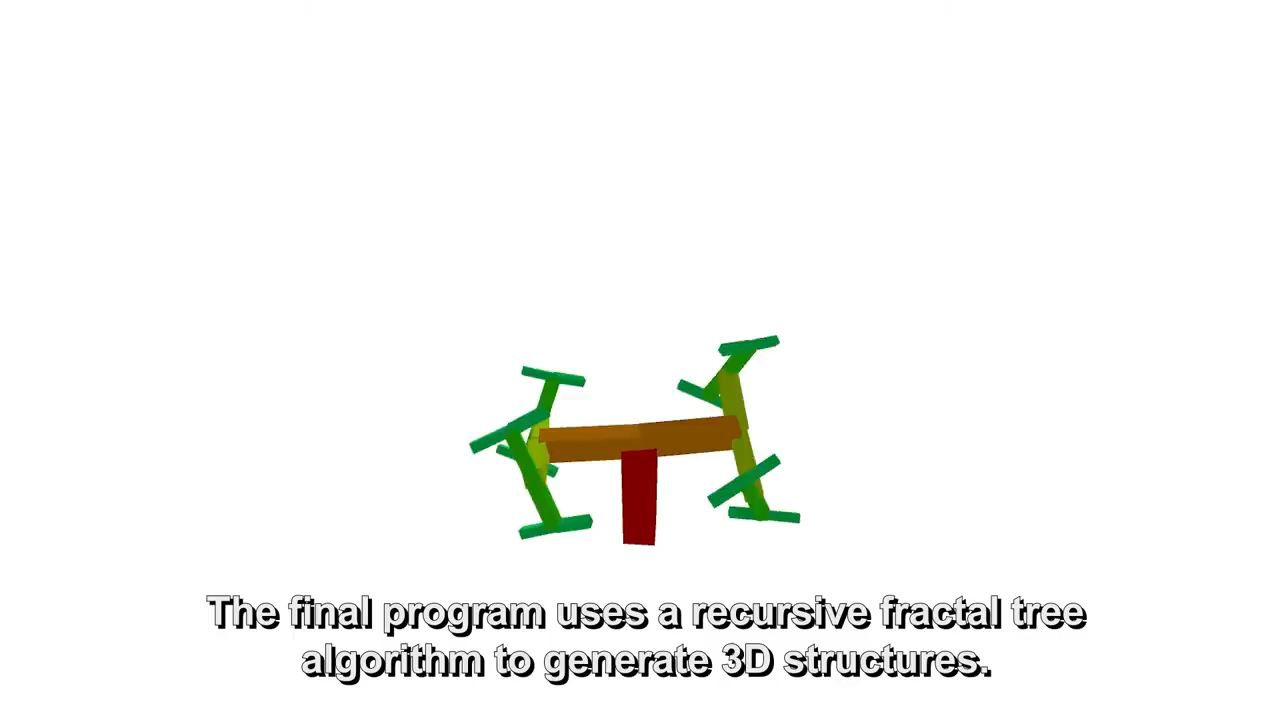 The final program uses a recursive fractal tree
algorithm to generate 3D structures.